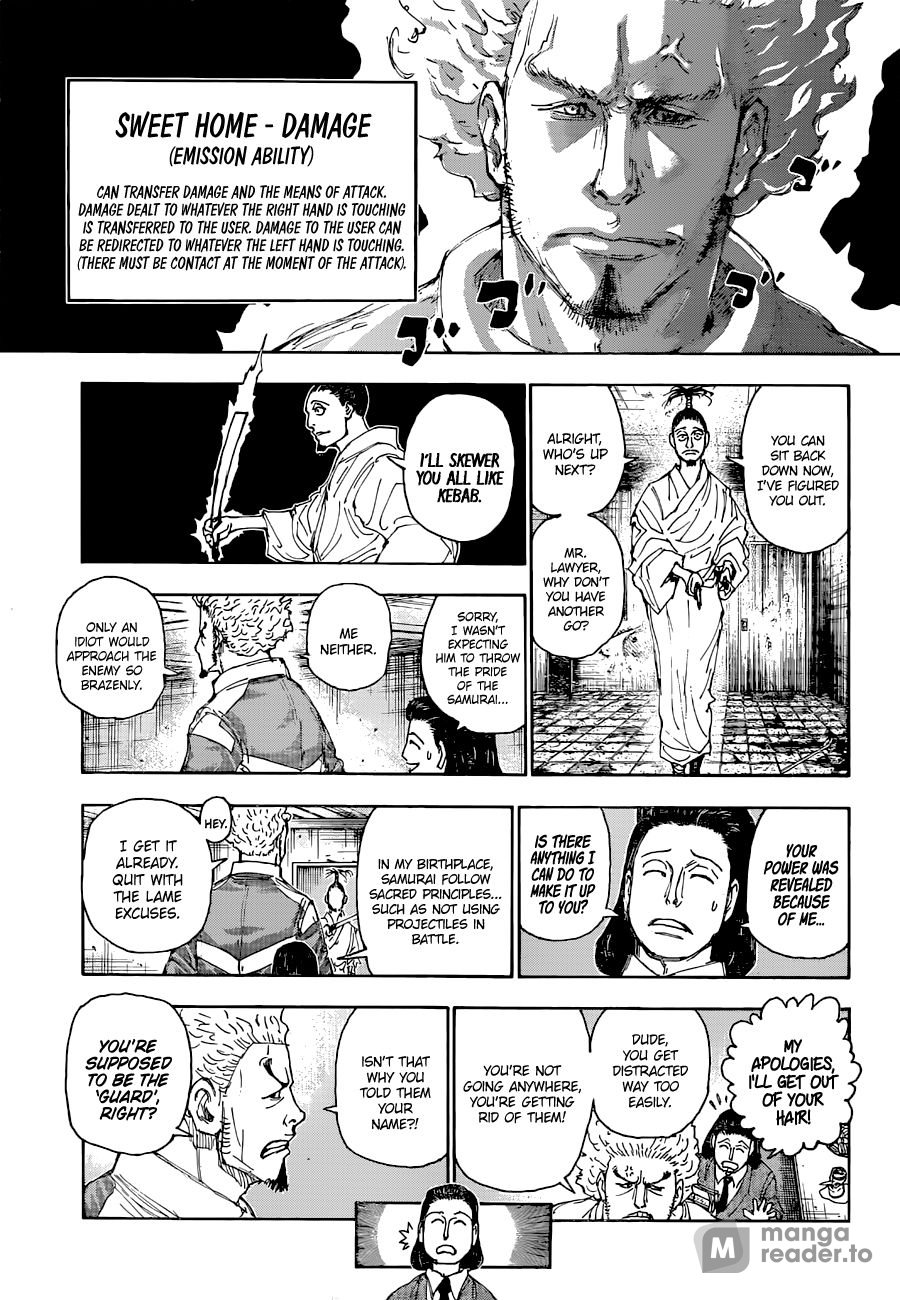 SWEET HOME - DAMAGE
(EMISSION ABILITY)
CAN TRANSFER DAMAGE AND THE MEANS OF ATTACK.
DAMAGE DEALT TO WHATEVER THE RIGHT HAND IS TOUCHING
IS TRANSFERRED TO THE USER. DAMAGE TO THE USER CAN
BE REDIRECTED TO WHATEVER THE LEFT HAND IS TOUCHING.
(THERE MUST BE CONTACT AT THE MOMENT OF THE ATTACK).
ゴ
ゴ
ゴ
ゴ
YOU CAN
SIT BACK
DOWN NOW,
I'VE FIGURED
YOU OUT.
ALRIGHT,
WHO'S UP
NEXT?
MR.
LAWYER,
WHY DON'T
YOU HAVE
ANOTHER
GO?
I'LL SKEWER
YOU ALL LIKE
KEBAB.
SORRY,
I WASN'T
EXPECTING
HIM TO THROW
THE PRIDE
OF THE
SAMURAI...
ME
NEITHER.
ONLY AN
IDIOT WOULD
APPROACH THE
ENEMY SO
BRAZENLY.
YOUR
POWER WAS
REVEALED
BECAUSE
OF ME...
IS THERE
ANYTHING I
CAN DO TO
MAKE IT UP
TO YOU?
IN MY BIRTHPLACE,
SAMURAI FOLLOW
SACRED PRINCIPLES...
SUCH AS NOT USING
PROJECTILES IN
BATTLE.
HEY.
I GET IT
ALREADY.
QUIT WITH
THE LAME
EXCUSES.
MY
APOLOGIES,
I'LL GET OUT
OF YOUR
HAIR!
DUDE,
YOU GET
DISTRACTED
WAY TOO
EASILY.
YOU'RE NOT
GOING ANYWHERE,
YOU'RE GETTING
RID OF THEM!
ISN'T THAT
WHY YOU
TOLD THEM
YOUR
NAME?!
YOU'RE
SUPPOSED
TO BE THE
'GUARD',
RIGHT?
M manga
reader.to